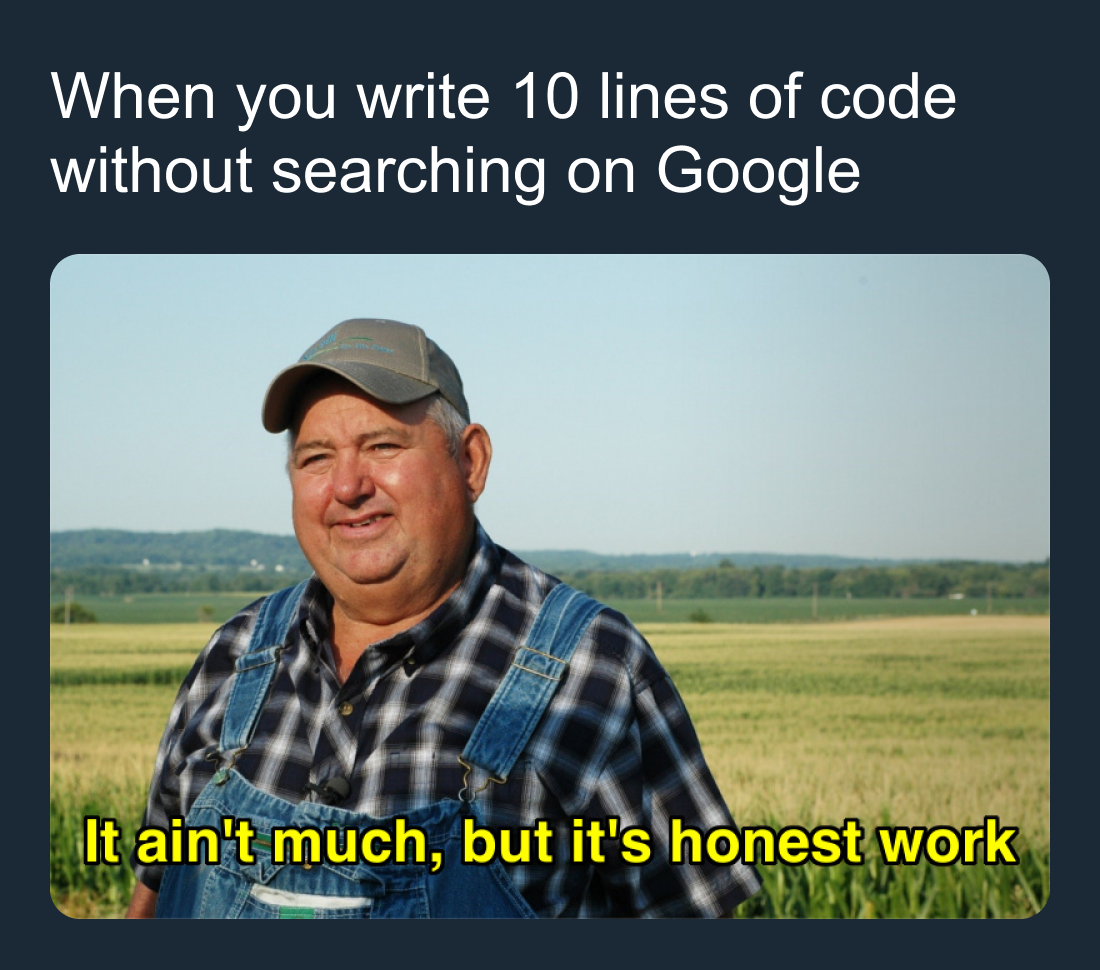 When you write 10 lines of code
without searching on Google
It ain't much, but it's honest work